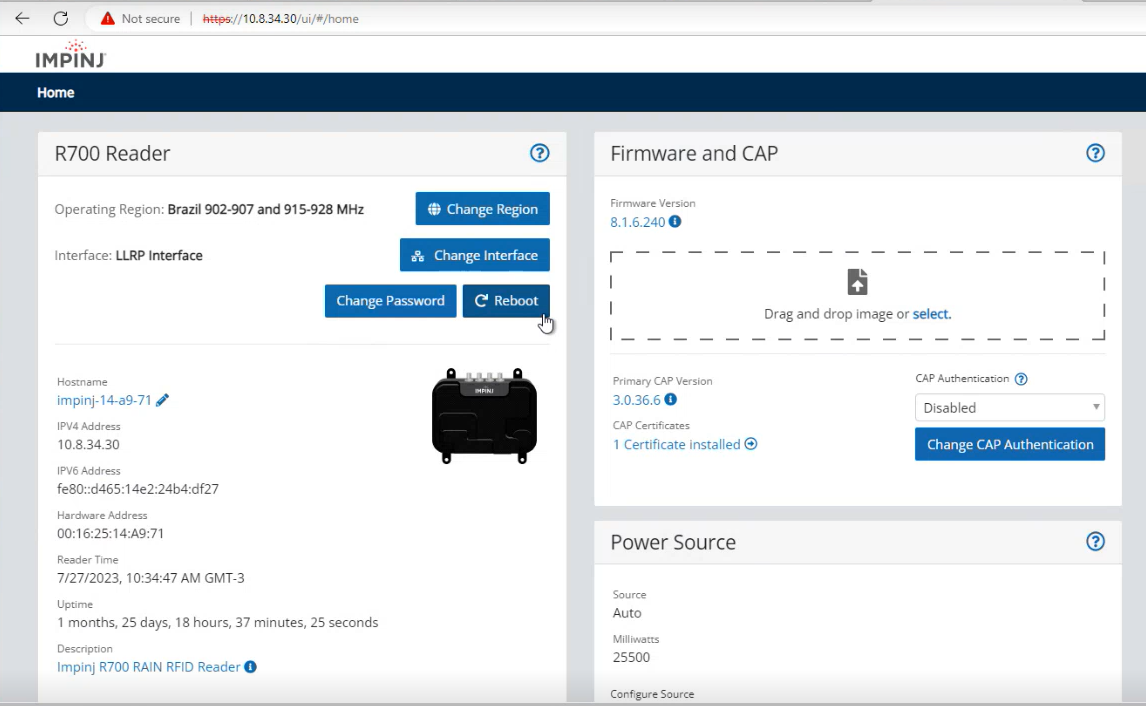 Not secure | https://10.8.34.30/ui/#/home
IMPINJ
Home
R700 Reader
Operating Region: Brazil 902-907 and 915-928 MHz
Change Region
Interface: LLRP Interface
Change Interface
Change Password
Reboot
Hostname
impinj-14-a9-71
IPV4 Address
10.8.34.30
IPV6 Address
fe80::d465:14e2:24b4:df27
Hardware Address
00:16:25:14:A9:71
Reader Time
7/27/2023, 10:34:47 AM GMT-3
Uptime
1 months, 25 days, 18 hours, 37 minutes, 25 seconds
Description
Impinj R700 RAIN RFID Reader
IMPINJ
Firmware and CAP
Firmware Version
8.1.6.240
Drag and drop image or select.
Primary CAP Version
3.0.36.6
CAP Certificates
1 Certificate installed
CAP Authentication
Disabled
Change CAP Authentication
Power Source
Source
Auto
Milliwatts
25500
Configure Source